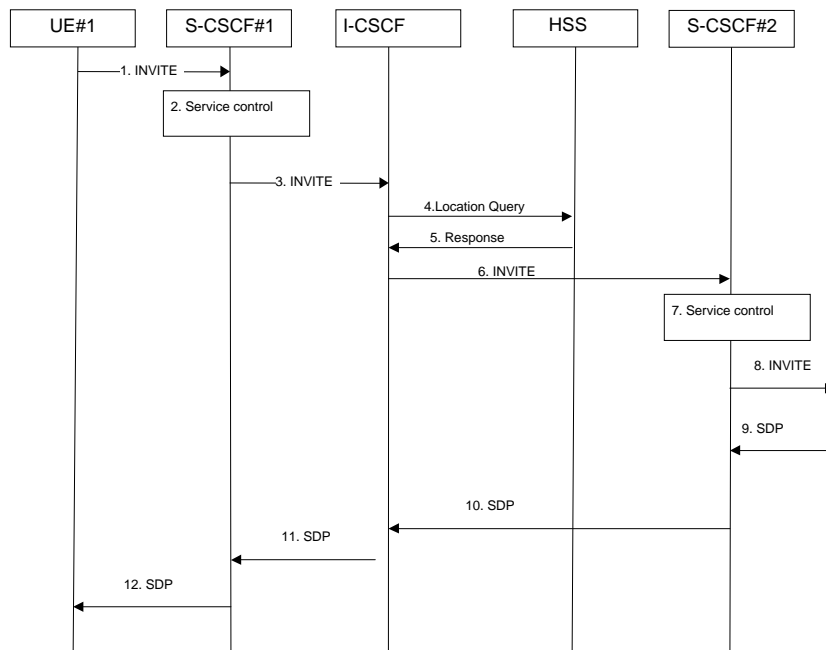 UE#1
S-CSCF#1
I-CSCF
HSS
S-CSCF#2
1. INVITE
2. Service control
3. INVITE
4.Location Query
5. Response
6. INVITE
7. Service control
8. INVITE
9. SDP
10. SDP
11. SDP
12. SDP